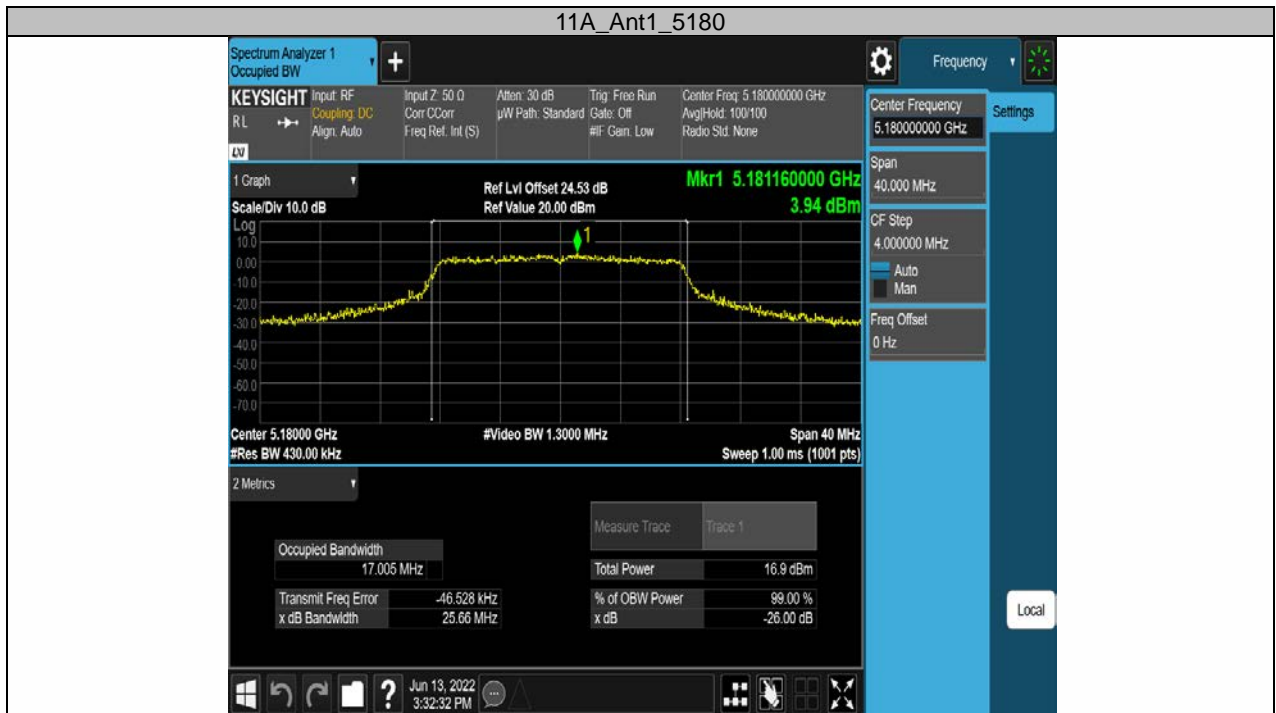 11A_Ant1_5180
Spectrum Analyzer 1
Occupied BW
+
Frequency
KEYSIGHT
RL
LXI
Input: RF
Coupling: DC
Align: Auto
Input Z: 50 Ω
Corr CCorr
Freq Ref: Int (S)
Atten: 30 dB
µW Path: Standard
Trig: Free Run
Gate: Off
#IF Gain: Low
Center Freq: 5.180000000 GHz
Avg|Hold: 100/100
Radio Std: None
Center Frequency
5.180000000 GHz
Settings
Span
40.000 MHz
CF Step
4.000000 MHz
Auto
Man
Freq Offset
0 Hz
1 Graph
Ref Lvl Offset 24.53 dB
Mkr1 5.181160000 GHz
Scale/Div 10.0 dB
Ref Value 20.00 dBm
3.94 dBm
Log
1
10.0
0.00
-10.0
-20.0
-30.0
-40.0
-50.0
-60.0
-70.0
Center 5.18000 GHz
#Video BW 1.3000 MHz
Span 40 MHz
#Res BW 430.00 kHz
Sweep 1.00 ms (1001 pts)
2 Metrics
Measure Trace
Trace 1
Occupied Bandwidth
17.005 MHz
Total Power
16.9 dBm
Transmit Freq Error
-46.528 kHz
% of OBW Power
99.00 %
x dB Bandwidth
25.66 MHz
x dB
-26.00 dB
Local
?
Jun 13, 2022
3:32:32 PM